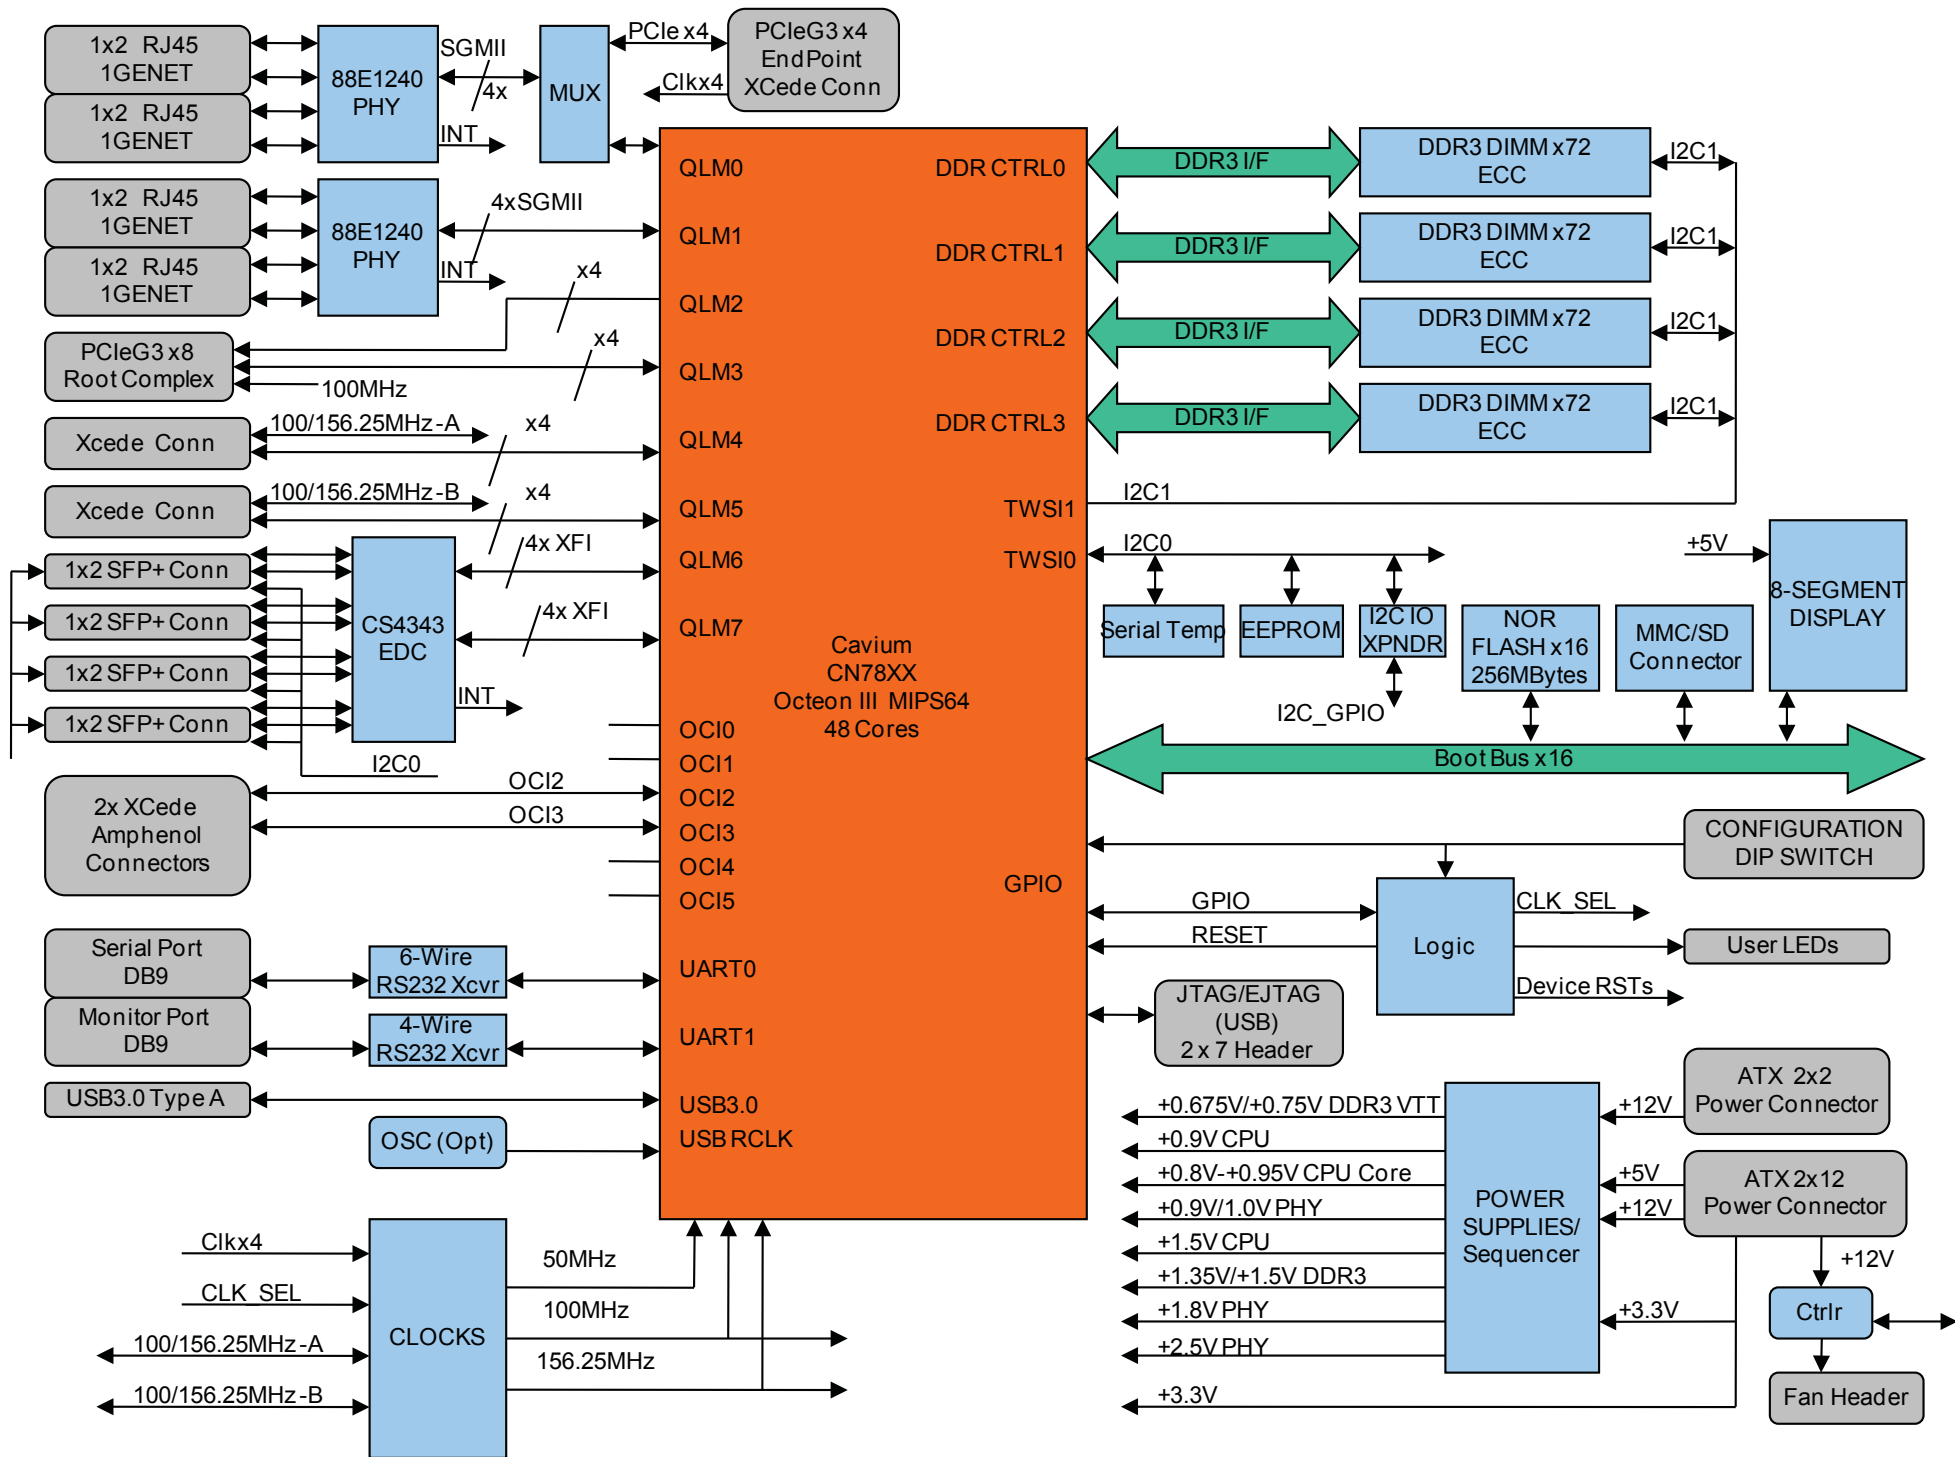 1x2 RJ45
1GENET
1x2 RJ45
1GENET
88E1240
PHY
SGMII
4x
INT
MUX
PCIe x4
Clkx4
PCIeG3 x4
EndPoint
XCede Conn
1x2 RJ45
1GENET
1x2 RJ45
1GENET
88E1240
PHY
4xSGMII
INT
x4
PCIeG3 x8
Root Complex
x4
100MHz
Xcede Conn
100/156.25MHz-A
x4
Xcede Conn
100/156.25MHz-B
x4
1x2 SFP+ Conn
1x2 SFP+ Conn
1x2 SFP+ Conn
1x2 SFP+ Conn
CS4343
EDC
4x XFI
4x XFI
INT
I2C0
2x XCede
Amphenol
Connectors
OCI2
OCI3
Serial Port
DB9
Monitor Port
DB9
6-Wire
RS232 Xcvr
4-Wire
RS232 Xcvr
USB3.0 Type A
OSC (Opt)
QLM0
QLM1
QLM2
QLM3
QLM4
QLM5
QLM6
QLM7
OCI0
OCI1
OCI2
OCI3
OCI4
OCI5
UART0
UART1
USB3.0
USB RCLK
Cavium
CN78XX
Octeon III MIPS64
48 Cores
DDR CTRL0
DDR CTRL1
DDR CTRL2
DDR CTRL3
TWSI1
TWSI0
GPIO
DDR3 I/F
DDR3 DIMM x72
ECC
I2C1
DDR3 I/F
DDR3 DIMM x72
ECC
I2C1
DDR3 I/F
DDR3 DIMM x72
ECC
I2C1
DDR3 I/F
DDR3 DIMM x72
ECC
I2C1
I2C1
I2C0
Serial Temp
EEPROM
I2C IO
XPNDR
I2C_GPIO
NOR
FLASH x16
256MBytes
MMC/SD
Connector
+5V
8-SEGMENT
DISPLAY
Boot Bus x16
CONFIGURATION
DIP SWITCH
GPIO
RESET
Logic
CLK_SEL
User LEDs
Device RSTs
JTAG/EJTAG
(USB)
2 x 7 Header
+0.675V/+0.75V DDR3 VTT
+0.9V CPU
+0.8V-+0.95V CPU Core
+0.9V/1.0V PHY
+1.5V CPU
+1.35V/+1.5V DDR3
+1.8V PHY
+2.5V PHY
+3.3V
POWER
SUPPLIES/
Sequencer
+12V
+5V
+12V
+3.3V
ATX 2x2
Power Connector
ATX 2x12
Power Connector
+12V
Ctrlr
Fan Header
Clkx4
CLK_SEL
100/156.25MHz-A
100/156.25MHz-B
CLOCKS
50MHz
100MHz
156.25MHz